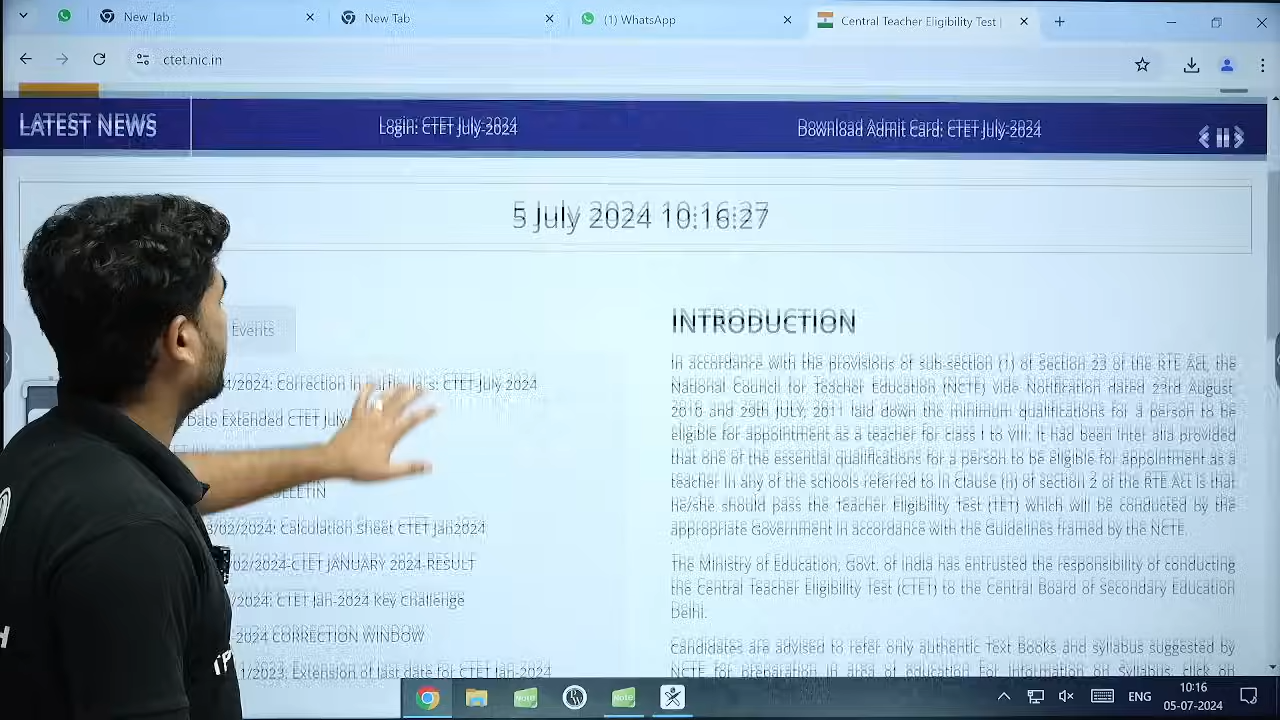 New Tab
New Tab
(1) WhatsApp
Central Teacher Eligibility Test |
ctet.nic.in
LATEST NEWS
Login: CTET July-2024
Download Admit Card: CTET July-2024
5 July 2024 10:16:27
Events
/2024: Correction in Particulars: CTET-July 2024
Date Extended CTET July
/02/2024: Calculation Sheet CTET Jan2024
/02/2024-CTET JANUARY 2024-RESULT
/2024: CTET Jan-2024 Key Challenge
-2024 CORRECTION WINDOW
1/2023: Extension of last date for CTET Jan-2024
INTRODUCTION
In accordance with the provisions of sub-section (1) of Section 23 of the RTE Act, the
National Council for Teacher Education (NCTE) vide Notification dated 23rd August,
2010 and 29th JULY, 2011 laid down the minimum qualifications for a person to be
eligible for appointment as a teacher for class I to VIII. It had been inter alia provided
that one of the essential qualifications for a person to be eligible for appointment as a
teacher in any of the schools referred to in Clause (n) of section 2 of the RTE Act is that
he/she should pass the Teacher Eligibility Test (TET) which will be conducted by the
appropriate Government in accordance with the Guidelines framed by the NCTE.
The Ministry of Education, Govt. of India has entrusted the responsibility of conducting
the Central Teacher Eligibility Test (CTET) to the Central Board of Secondary Education
Delhi.
Candidates are advised to refer only authentic Text Books and syllabus suggested by
NCTE for preparation in area of education For Information on Syllabus, click on
Note
Note
ENG
10:16
05-07-2024